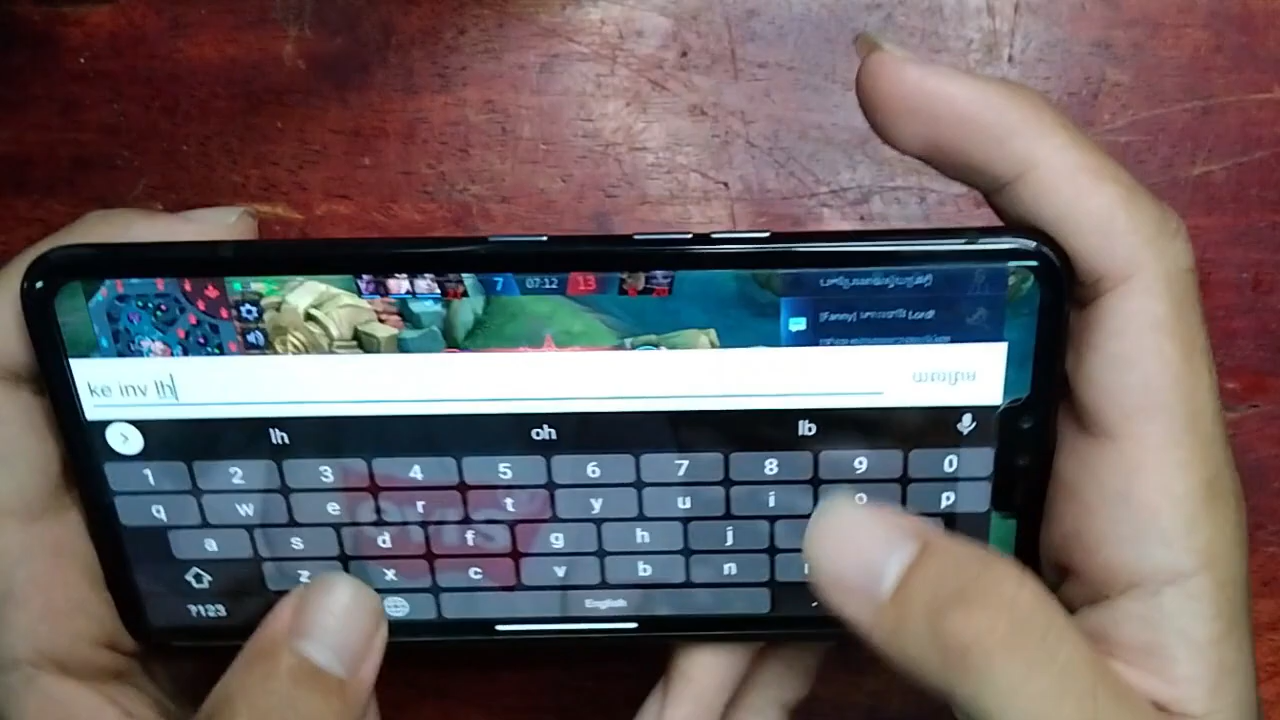 7 07:12 13
[Fanny] Lord!
ke inv lh
lh oh lb
1 2 3 4 5 6 7 8 9 0
q w e r t y u i o p
a s d f g h j
z x c v b n
?123 English